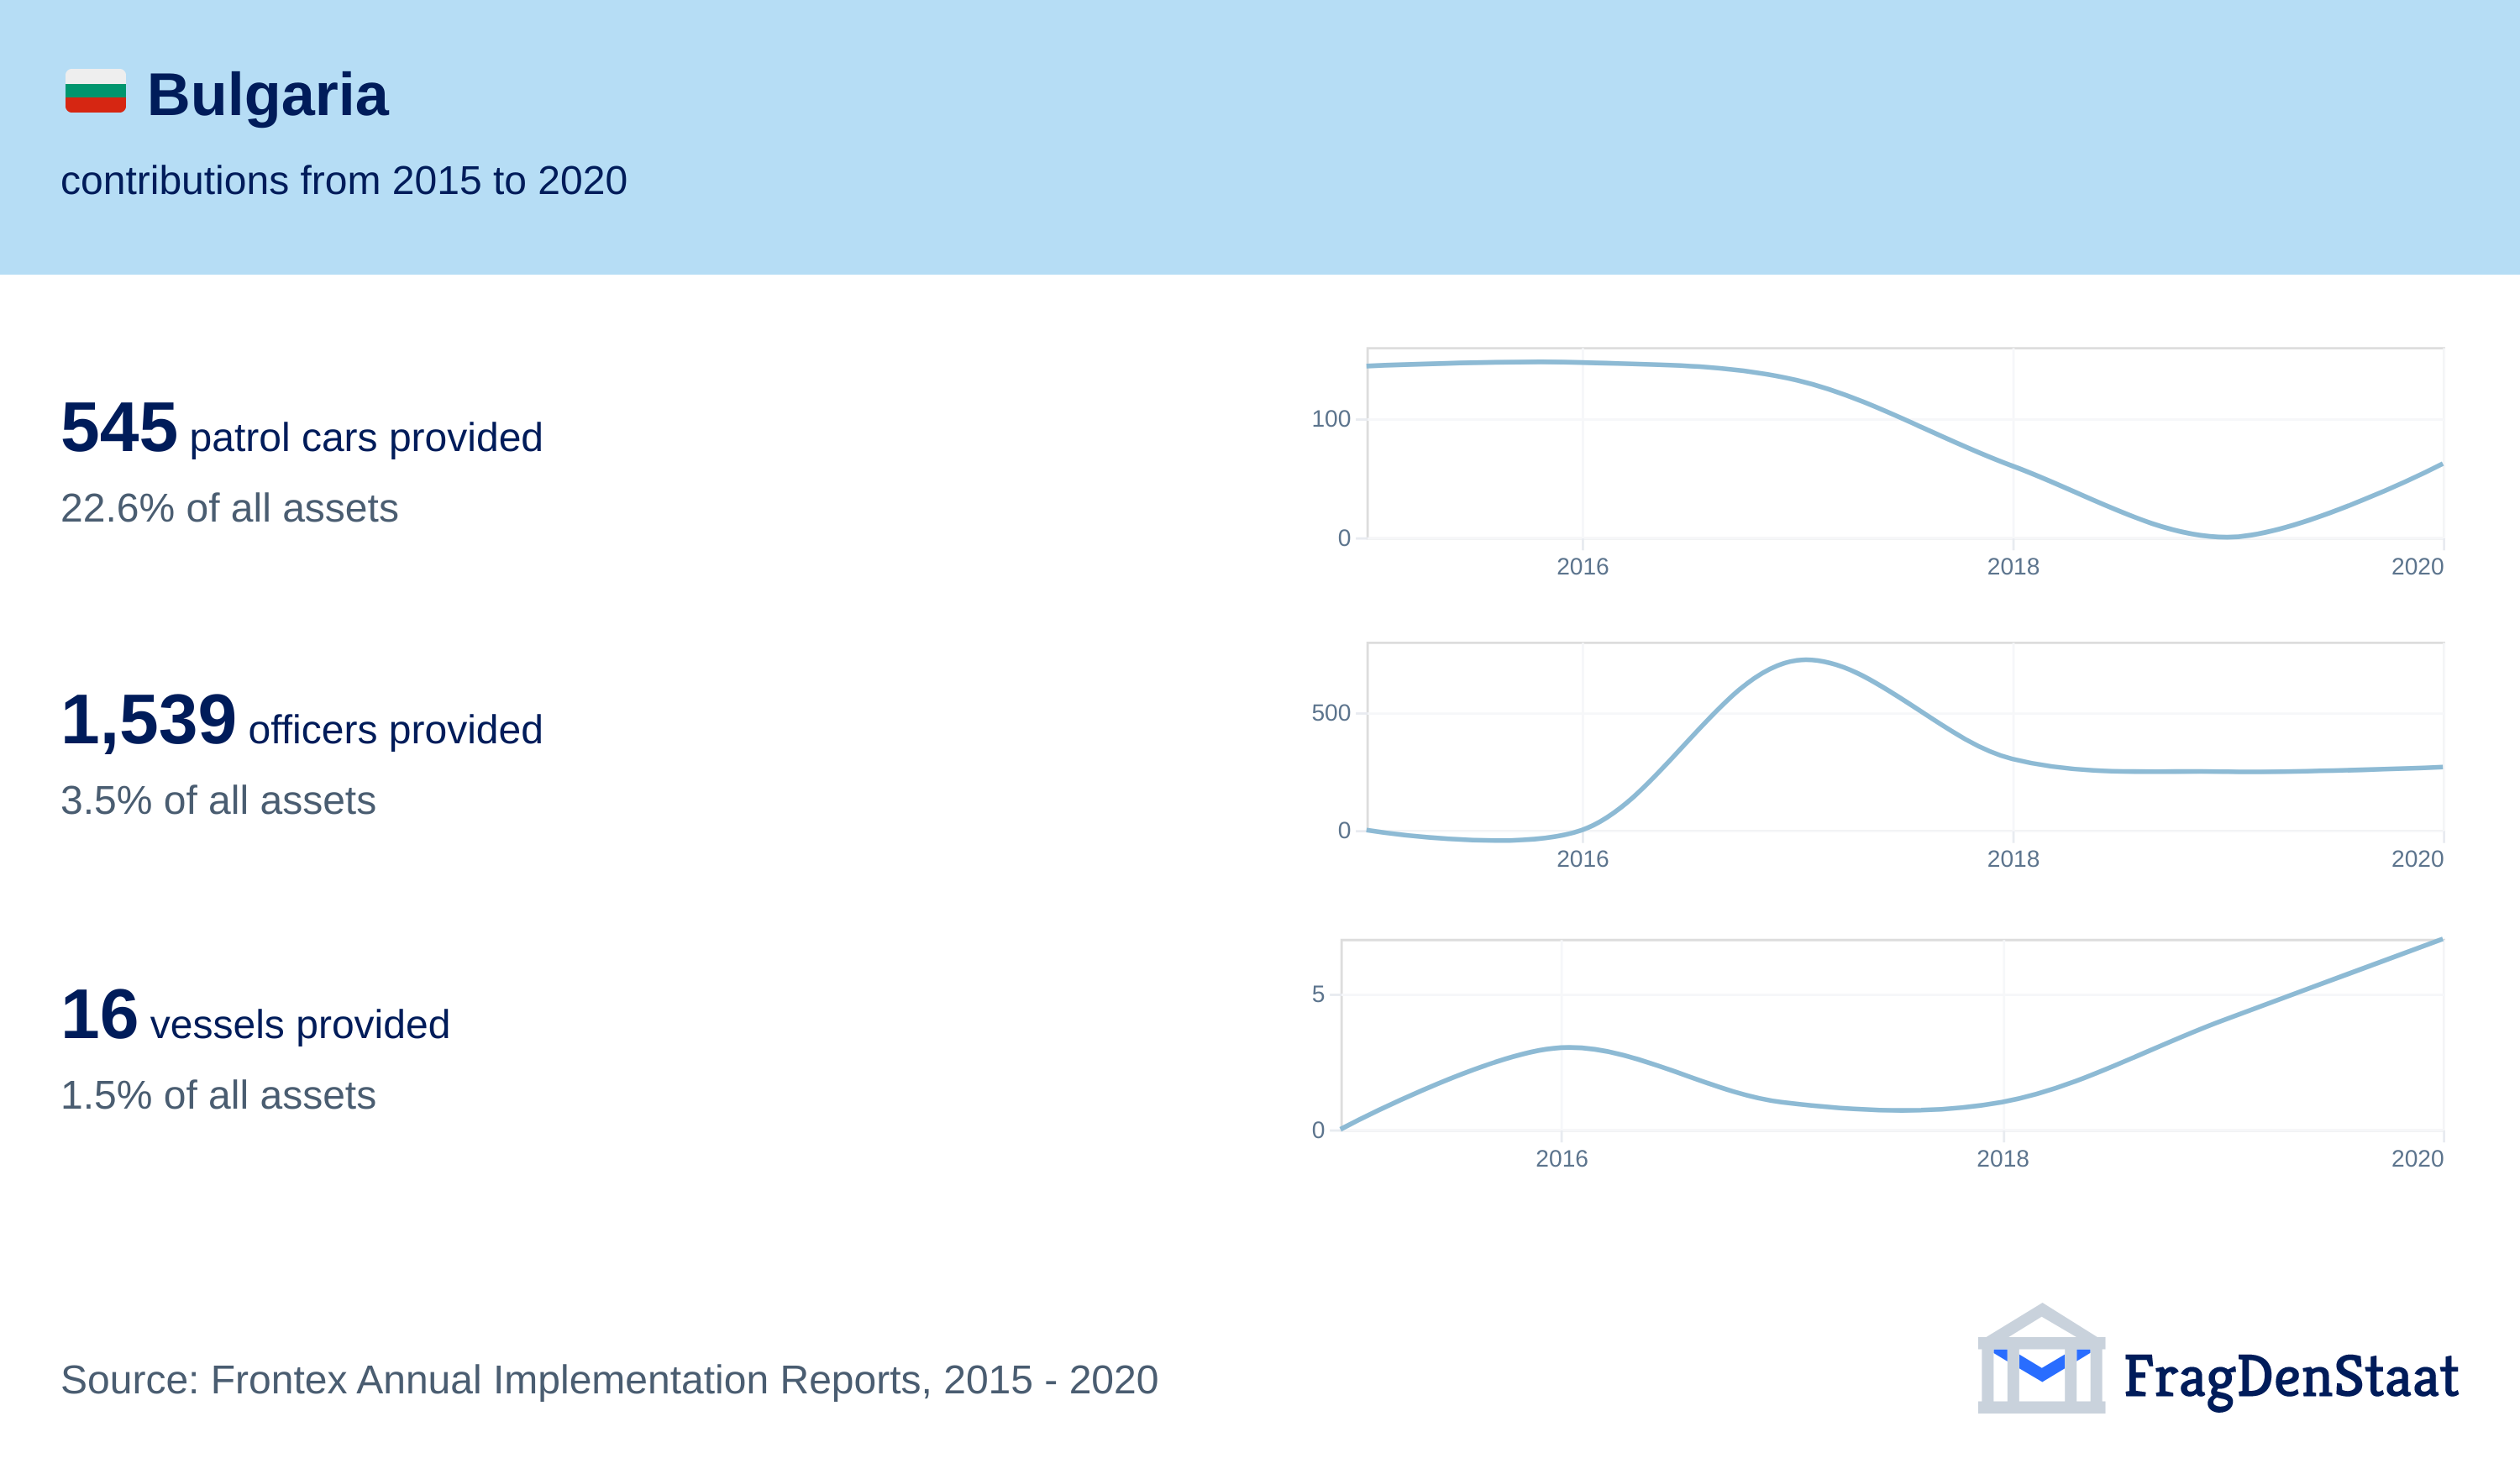 Bulgaria
contributions from 2015 to 2020
545 patrol cars provided
22.6% of all assets
100
0
2016 2018 2020
1,539 officers provided
3.5% of all assets
500
0
2016 2018 2020
16 vessels provided
1.5% of all assets
5
0
2016 2018 2020
Source: Frontex Annual Implementation Reports, 2015 - 2020
FragDenStaat